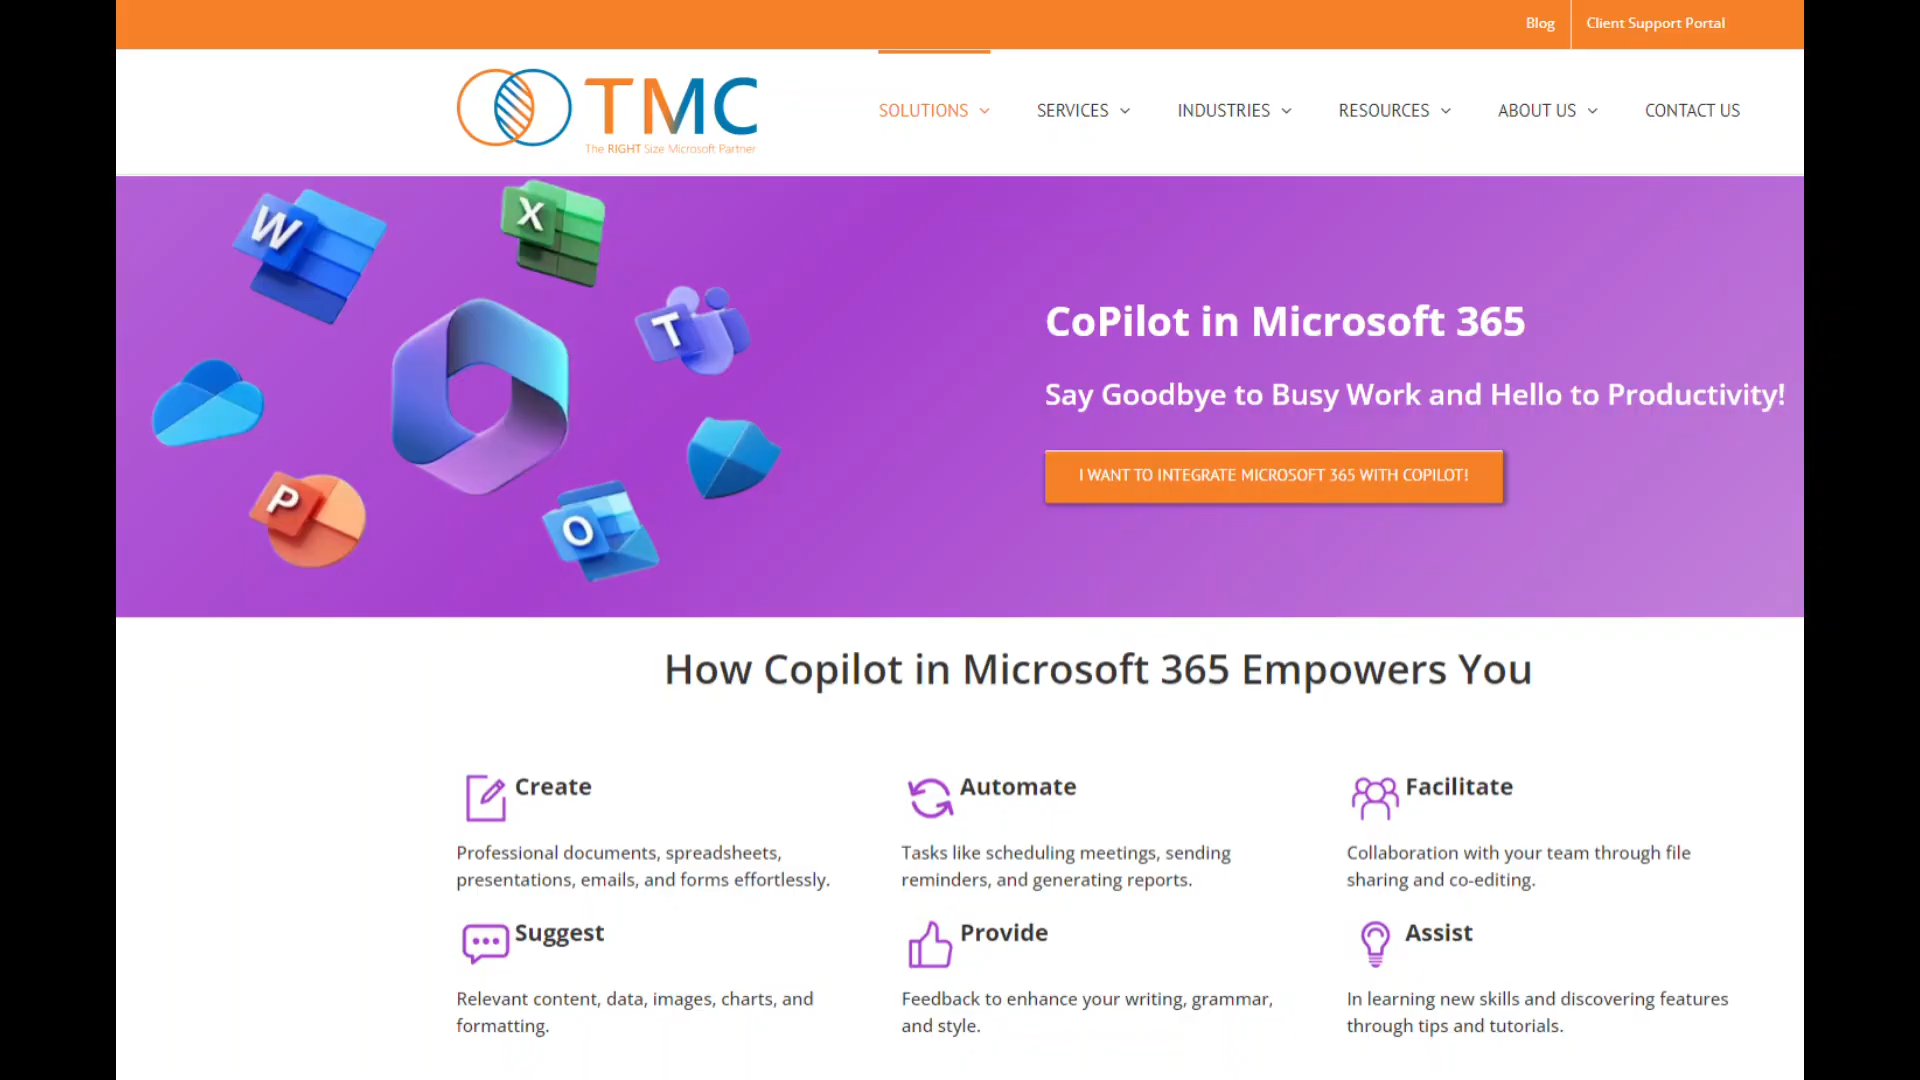 Blog
Client Support Portal
TMC
The RIGHT Size Microsoft Partner
SOLUTIONS
SERVICES
INDUSTRIES
RESOURCES
ABOUT US
CONTACT US
W
X
T
P
O
CoPilot in Microsoft 365
Say Goodbye to Busy Work and Hello to Productivity!
I WANT TO INTEGRATE MICROSOFT 365 WITH COPILOT!
How Copilot in Microsoft 365 Empowers You
Create
Professional documents, spreadsheets,
presentations, emails, and forms effortlessly.
Automate
Tasks like scheduling meetings, sending
reminders, and generating reports.
Facilitate
Collaboration with your team through file
sharing and co-editing.
Suggest
Relevant content, data, images, charts, and
formatting.
Provide
Feedback to enhance your writing, grammar,
and style.
Assist
In learning new skills and discovering features
through tips and tutorials.